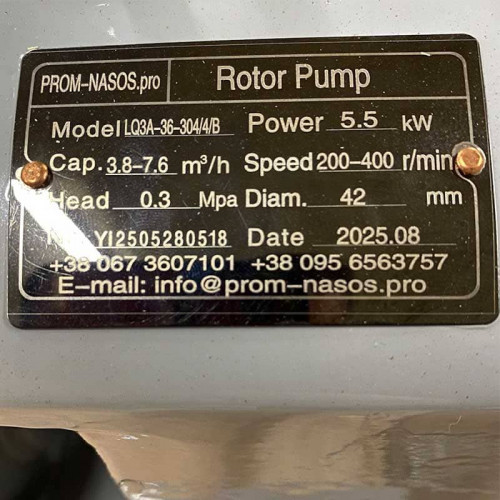 PROM-NASOS.pro Rotor Pump
Model LQ3A-36-304/4/B Power 5.5 kW
Cap. 3.8-7.6 m³/h Speed 200-400 r/min
Head 0.3 Mpa Diam. 42 mm
YI2505280518 Date 2025.08
+38 067 3607101 +38 095 6563757
E-mail: info@prom-nasos.pro